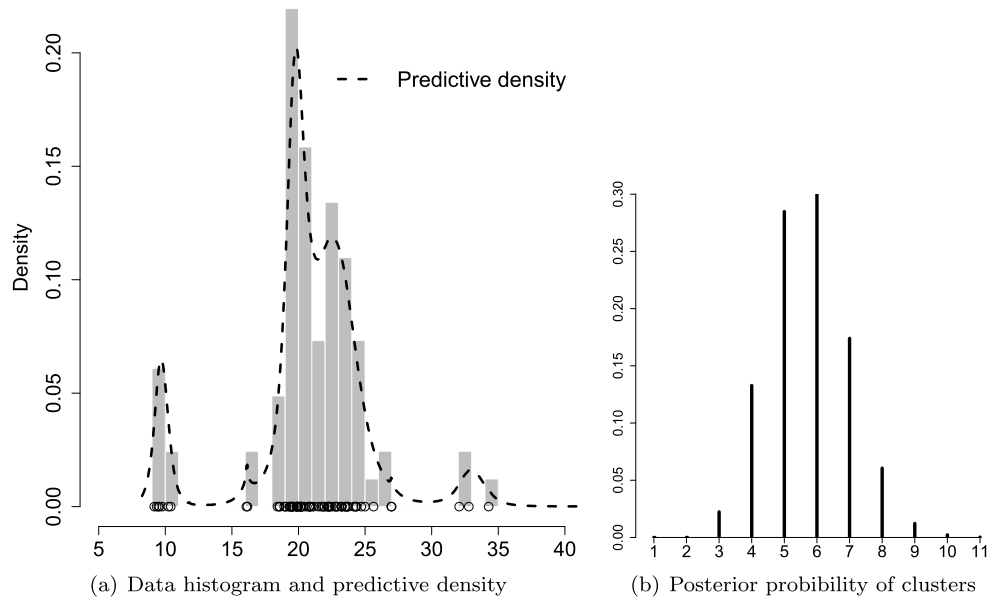 Density
0.20
0.15
0.10
0.05
0.00
Predictive density
5 10 15 20 25 30 35 40
(a) Data histogram and predictive density
0.30
0.25
0.20
0.15
0.10
0.05
0.00
1 2 3 4 5 6 7 8 9 10 11
(b) Posterior probibility of clusters